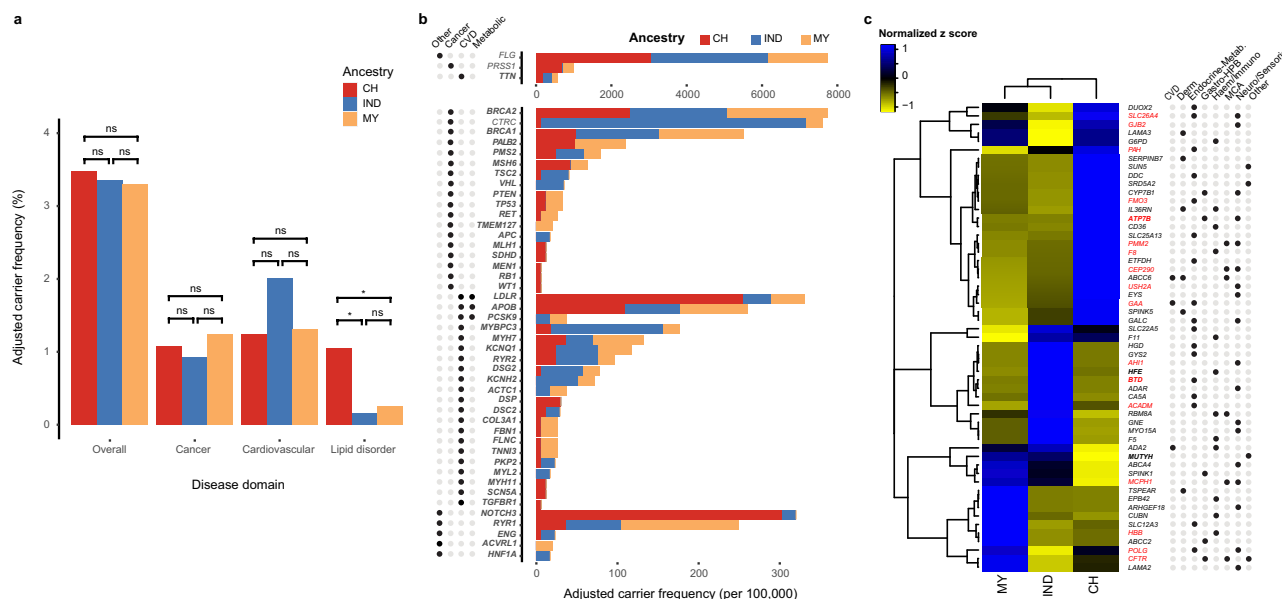 a
Ancestry
CH
IND
MY
ns
ns
ns
ns
ns
ns
ns
ns
ns
*
*
ns
4
3
2
1
0
Adjusted carrier frequency (%)
Overall
Cancer
Cardiovascular
Lipid disorder
Disease domain
b
Other
Cancer
CVD
Metabolic
Ancestry
CH
IND
MY
FLG
PRSS1
TTN
0
2000
4000
6000
8000
BRCA2
CTRC
BRCA1
PALB2
PMS2
MSH6
TSC2
VHL
PTEN
TP53
RET
TMEM127
APC
MLH1
SDHD
MEN1
RB1
WT1
LDLR
APOB
PCSK9
MYBPC3
MYH7
KCNQ1
RYR2
DSG2
KCNH2
ACTC1
DSP
DSC2
COL3A1
FBN1
FLNC
TNNI3
PKP2
MYL2
MYH11
SCN5A
TGFBR1
NOTCH3
RYR1
ENG
ACVRL1
HNF1A
0
100
200
300
Adjusted carrier frequency (per 100,000)
c
Normalized z score
1
0
−1
CVD
Derm
Endocrine-Metab.
Gastro-HPB
Haem/Immuno
MCA
Neuro/Sensorial
Other
DUOX2
SLC26A4
GJB2
LAMA3
G6PD
PAH
SERPINB7
SUN5
DDC
SRD5A2
CYP7B1
FMO3
IL36RN
ATP7B
CD36
SLC25A13
PMM2
F8
ETFDH
CEP290
ABCC6
USH2A
EYS
GAA
SPINK5
GALC
SLC22A5
F11
HGD
GYS2
AHI1
HFE
BTD
ADAR
CA5A
ACADM
RBM8A
GNE
MYO15A
F5
ADA2
MUTYH
ABCA4
SPINK1
MCPH1
TSPEAR
EPB42
ARHGEF18
CUBN
SLC12A3
HBB
ABCC2
POLG
CFTR
LAMA2
MY
IND
CH